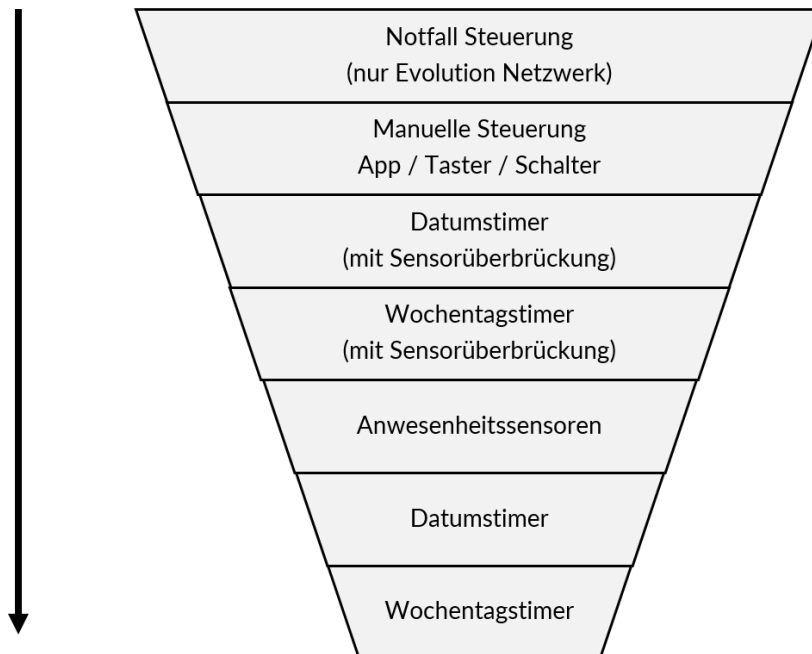 Notfall Steuerung
(nur Evolution Netzwerk)
Manuelle Steuerung
App / Taster / Schalter
Datumstimer
(mit Sensorüberbrückung)
Wochentagstimer
(mit Sensorüberbrückung)
Anwesenheitssensoren
Datumstimer
Wochentagstimer